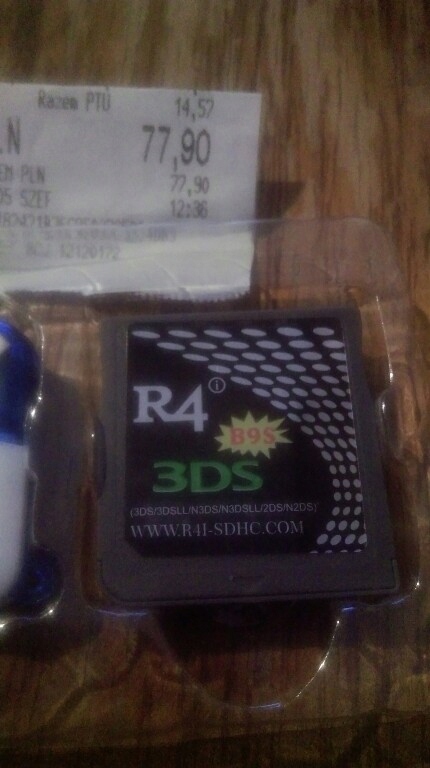 Razem PTU 14,57
77,90
77,90
12:36
R4 i
B9S
3DS
(3DS/3DSLL/N3DS/N3DSLL/2DS/N2DS)
WWW.R4I-SDHC.COM